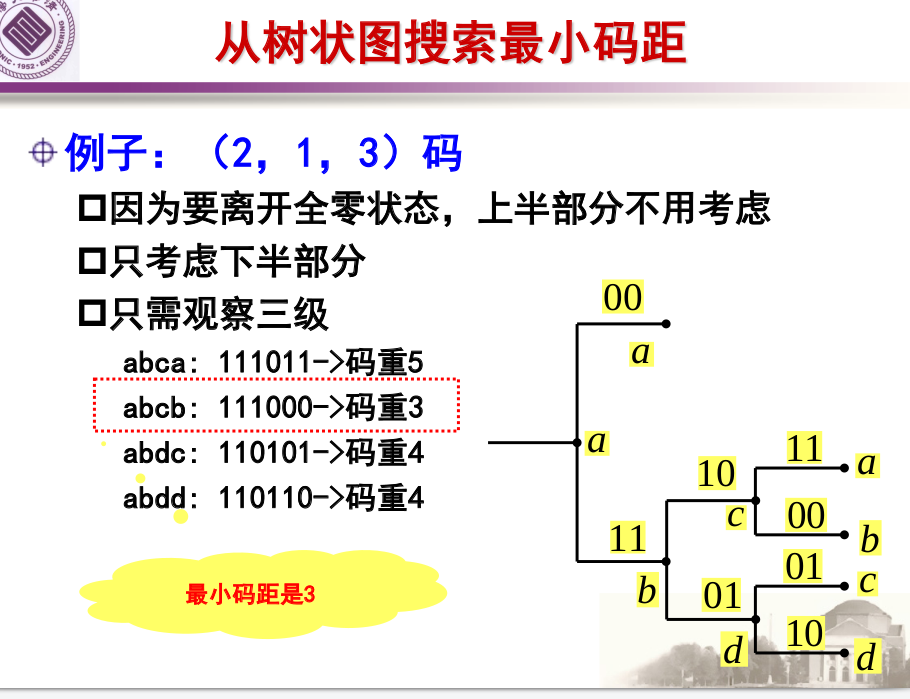 从树状图搜索最小码距
例子：（2，1，3）码
因为要离开全零状态，上半部分不用考虑
只考虑下半部分
只需观察三级
abca: 111011->码重5
abcb: 111000->码重3
abdc: 110101->码重4
abdd: 110110->码重4
最小码距是3
00
a
a
11
b
10
c
01
d
11
a
00
b
01
c
10
d
1952
ENGINEERING